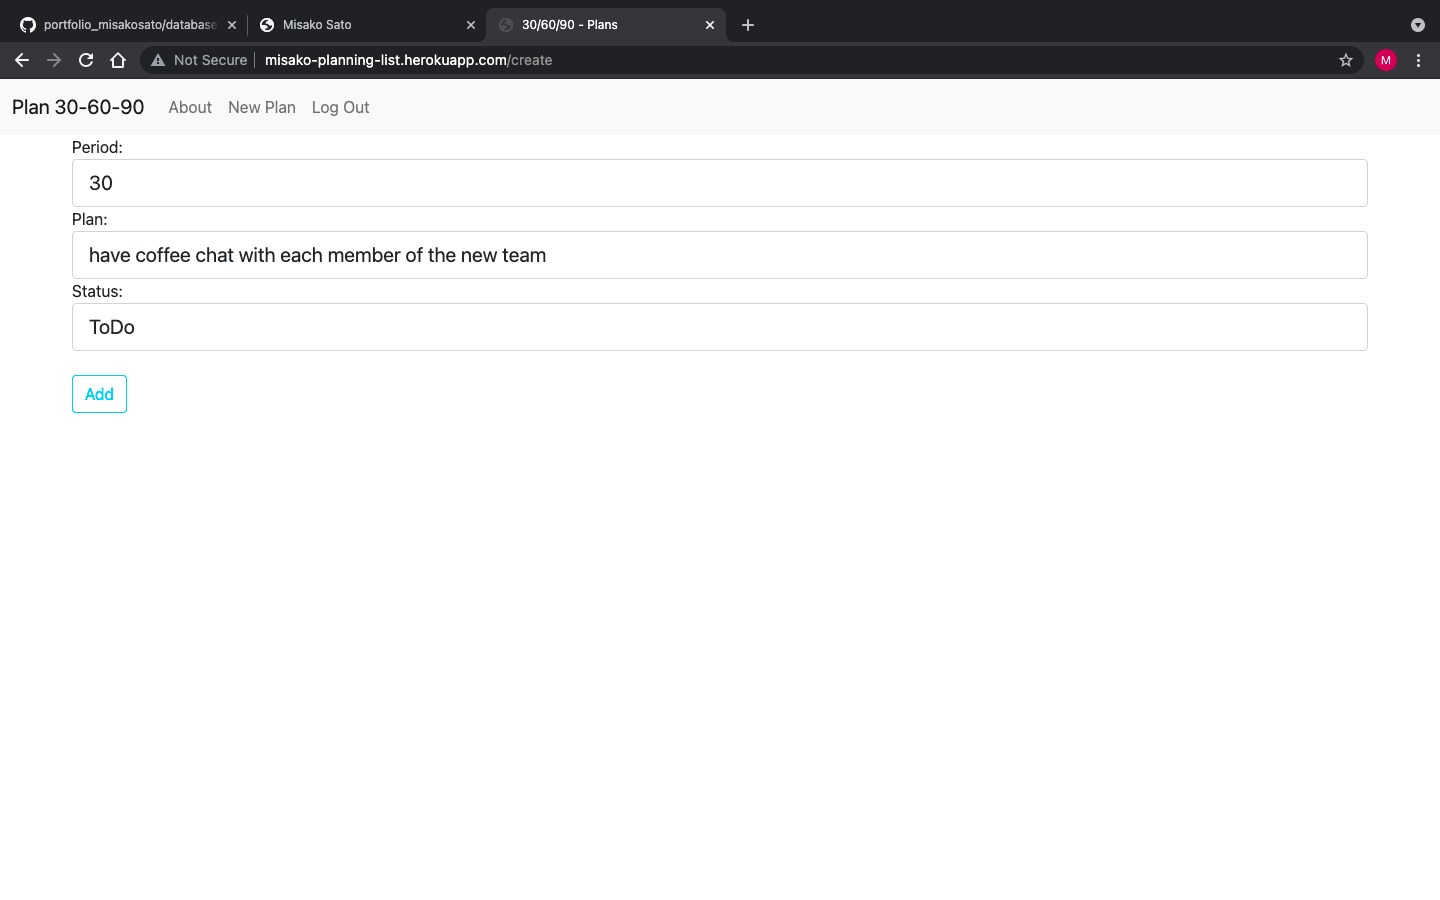 portfolio_misakosato/database
Misako Sato
30/60/90 - Plans
Not Secure misako-planning-list.herokuapp.com/create
M
Plan 30-60-90 About New Plan Log Out
Period:
30
Plan:
have coffee chat with each member of the new team
Status:
ToDo
Add